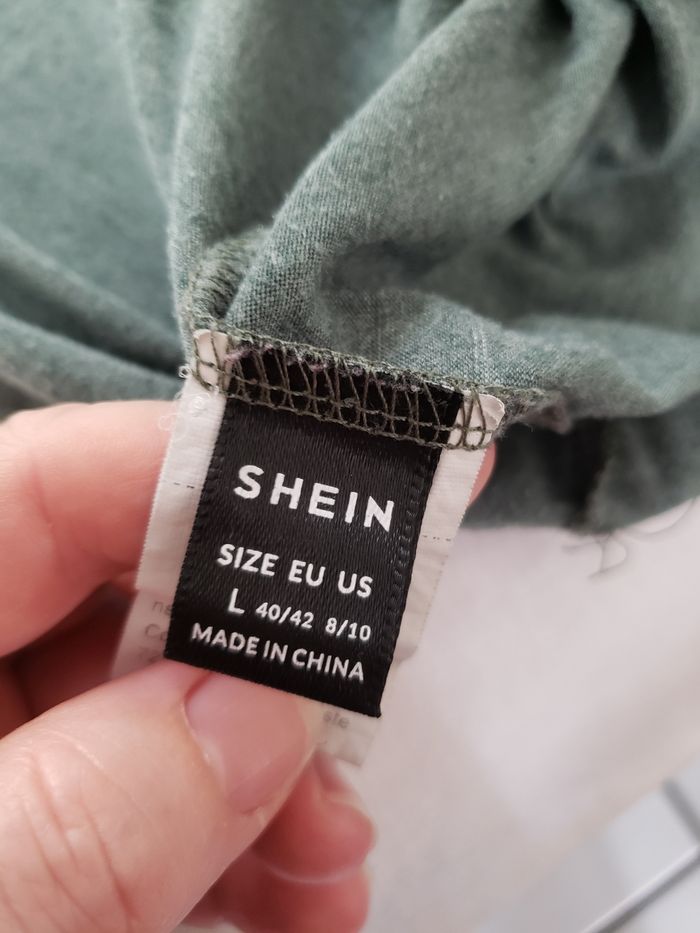 SHEIN
SIZE EU US
L 40/42 8/10
MADE IN CHINA